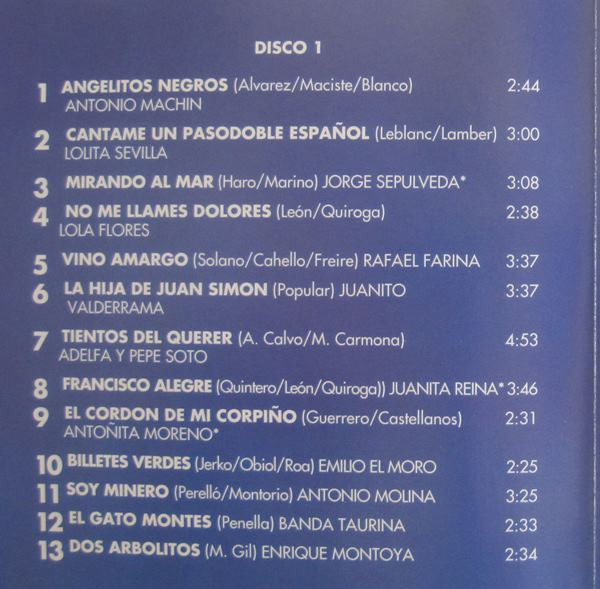 DISCO 1
1 ANGELITOS NEGROS (Alvarez/Maciste/Blanco) 2:44
ANTONIO MACHIN
2 CANTAME UN PASODOBLE ESPAÑOL (Leblanc/Lamber) 3:00
LOLITA SEVILLA
3 MIRANDO AL MAR (Haro/Marino) JORGE SEPULVEDA* 3:08
4 NO ME LLAMES DOLORES (León/Quiroga) 2:38
LOLA FLORES
5 VINO AMARGO (Solano/Cahello/Freire) RAFAEL FARINA 3:37
6 LA HIJA DE JUAN SIMON (Popular) JUANITO 3:37
VALDERRAMA
7 TIENTOS DEL QUERER (A. Calvo/M. Carmona) 4:53
ADELFA Y PEPE SOTO
8 FRANCISCO ALEGRE (Quintero/León/Quiroga)) JUANITA REINA* 3:46
9 EL CORDON DE MI CORPIÑO (Guerrero/Castellanos) 2:31
ANTOÑITA MORENO*
10 BILLETES VERDES (Jerko/Obiol/Roa) EMILIO EL MORO 2:25
11 SOY MINERO (Perelló/Montorio) ANTONIO MOLINA 3:25
12 EL GATO MONTES (Penella) BANDA TAURINA 2:33
13 DOS ARBOLITOS (M. Gil) ENRIQUE MONTOYA 2:34